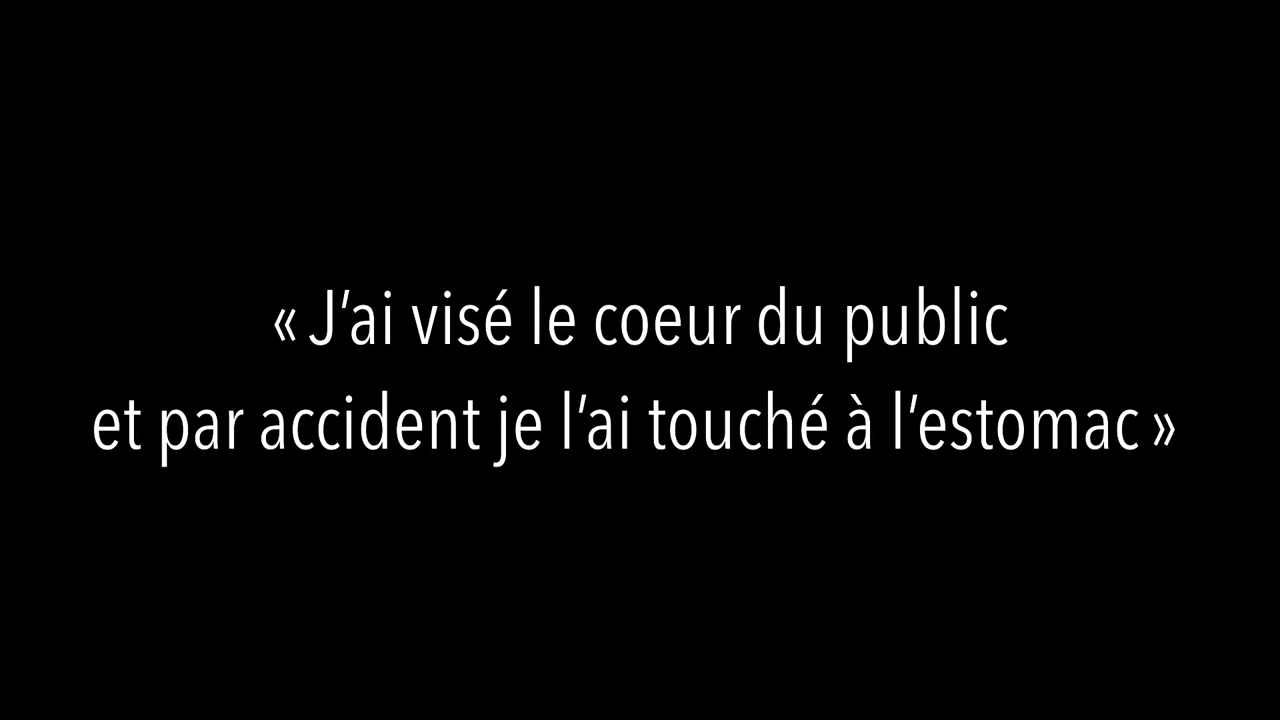 « J’ai visé le coeur du public
et par accident je l’ai touché à l’estomac »